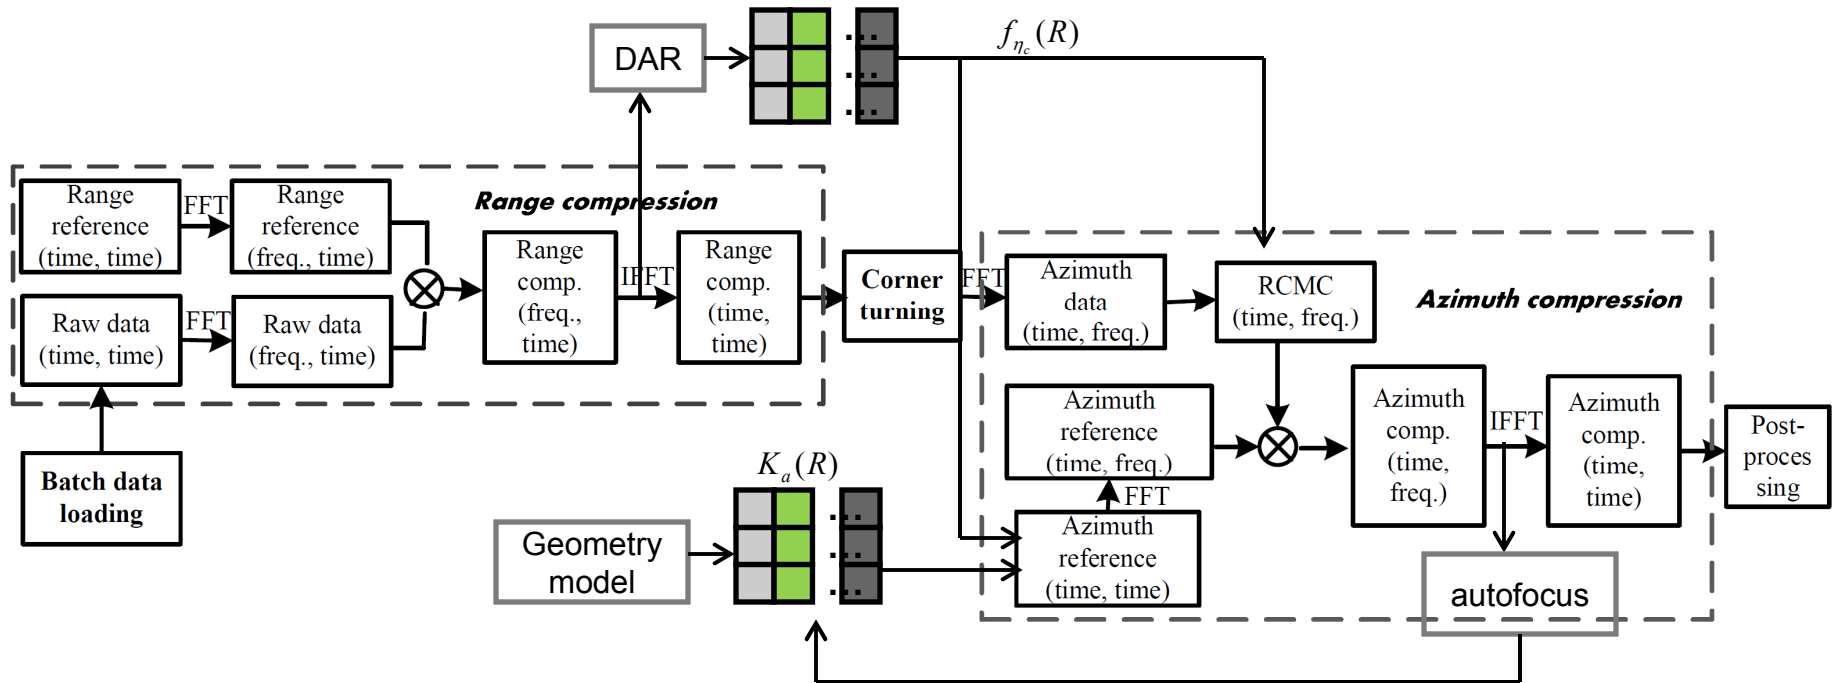 DAR
... 
...
...
f_{η_c}(R)
Range compression
Range
reference
(time, time)
FFT
Range
reference
(freq., time)
Raw data
(time, time)
FFT
Raw data
(freq., time)
Batch data
loading
Range
comp.
(freq.,
time)
IFFT
Range
comp.
(time,
time)
Corner
turning
FFT
Azimuth
data
(time, freq.)
RCMC
(time, freq.)
Azimuth compression
Azimuth
reference
(time, freq.)
FFT
Azimuth
reference
(time, time)
Azimuth
comp.
(time,
freq.)
IFFT
Azimuth
comp.
(time,
time)
Post-
proces
sing
K_a(R)
...
...
...
Geometry
model
autofocus